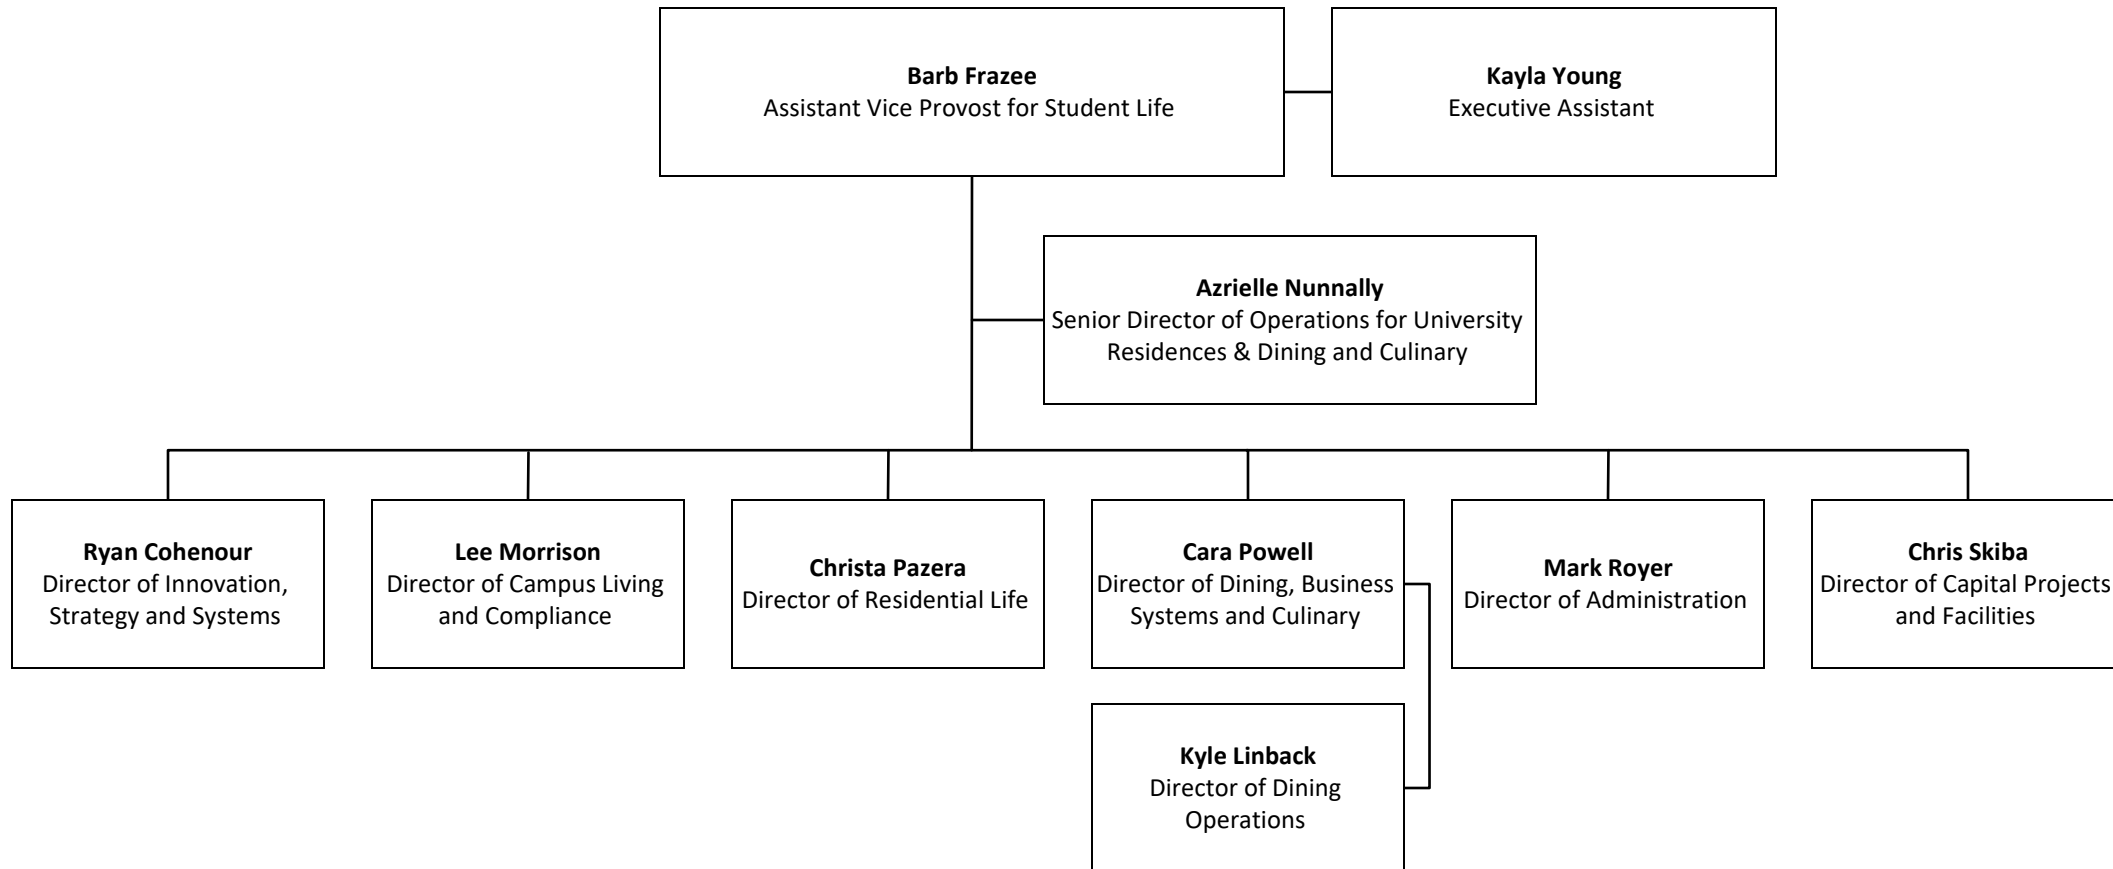 Barb Frazee
Assistant Vice Provost for Student Life
Kayla Young
Executive Assistant
Azrielle Nunnally
Senior Director of Operations for University
Residences & Dining and Culinary
Ryan Cohenour
Director of Innovation,
Strategy and Systems
Lee Morrison
Director of Campus Living
and Compliance
Christa Pazera
Director of Residential Life
Cara Powell
Director of Dining, Business
Systems and Culinary
Mark Royer
Director of Administration
Chris Skiba
Director of Capital Projects
and Facilities
Kyle Linback
Director of Dining
Operations